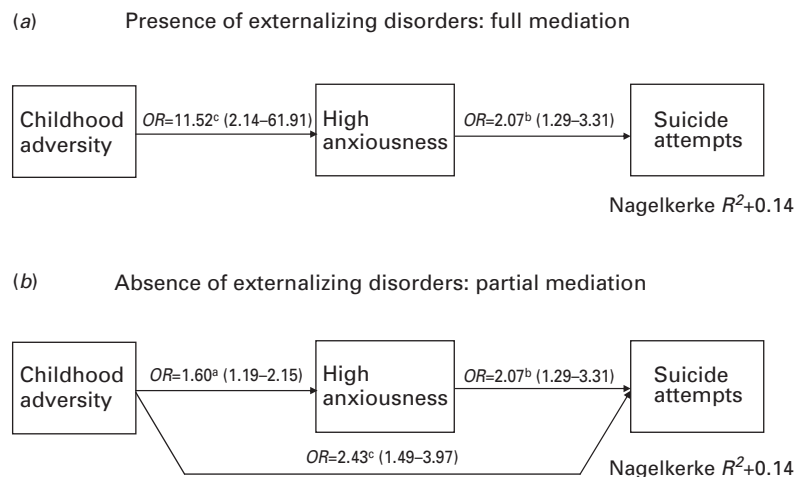 (a) Presence of externalizing disorders: full mediation
Childhood
adversity
OR=11.52ᶜ (2.14–61.91)
High
anxiousness
OR=2.07ᵇ (1.29–3.31)
Suicide
attempts
Nagelkerke R²+0.14
(b) Absence of externalizing disorders: partial mediation
Childhood
adversity
OR=1.60ᵃ (1.19–2.15)
High
anxiousness
OR=2.07ᵇ (1.29–3.31)
Suicide
attempts
OR=2.43ᶜ (1.49–3.97)
Nagelkerke R²+0.14